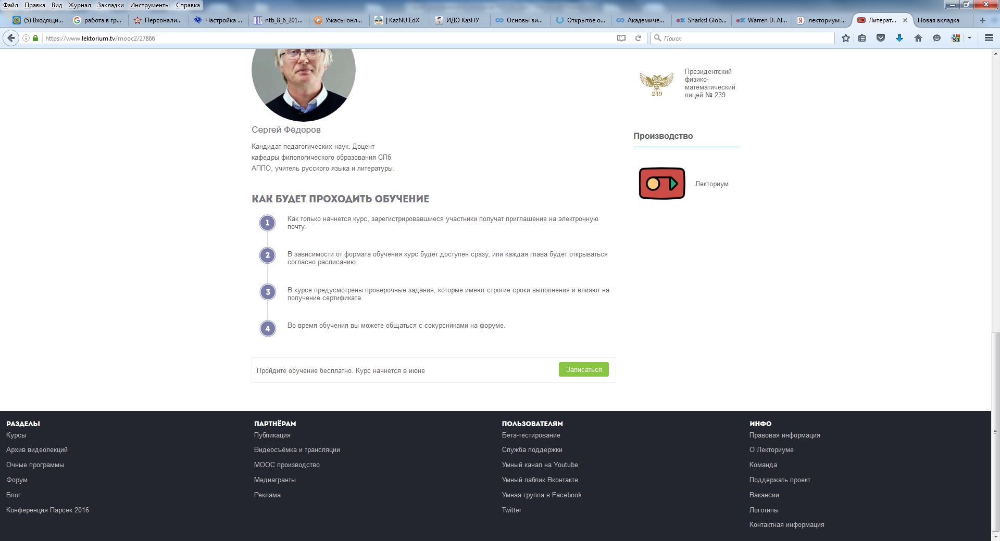 Файл Правка Вид Журнал Закладки Инструменты Справка
(5) Входящи... работа в гр... Персонали... Настройка ... ntb_8_6_201... Ужасы онл... | KazNU EdX ИДО КазНУ Основы ви... Открытое о... Академиче... Sharks! Glob... Warren D. Al... лекториум ... Литерат... Новая вкладка
https://www.lektorium.tv/mooc2/27866
Поиск
Сергей Фёдоров
Кандидат педагогических наук. Доцент
кафедры филологического образования СПб
АППО, учитель русского языка и литературы.
239
Президентский
физико-
математический
лицей № 239
Производство
Лекториум
КАК БУДЕТ ПРОХОДИТЬ ОБУЧЕНИЕ
1
Как только начнется курс, зарегистрировавшиеся участники получат приглашение на электронную
почту.
2
В зависимости от формата обучения курс будет доступен сразу, или каждая глава будет открываться
согласно расписанию.
3
В курсе предусмотрены проверочные задания, которые имеют строгие сроки выполнения и влияют на
получение сертификата.
4
Во время обучения вы можете общаться с сокурсниками на форуме.
Пройдите обучение бесплатно. Курс начнется в июне
Записаться
РАЗДЕЛЫ
Курсы
Архив видеолекций
Очные программы
Форум
Блог
Конференция Парсек 2016
ПАРТНЁРАМ
Публикация
Видеосъёмка и трансляции
MOOC производство
Медиагранты
Реклама
ПОЛЬЗОВАТЕЛЯМ
Бета-тестирование
Служба поддержки
Умный канал на Youtube
Умный паблик Вконтакте
Умная группа в Facebook
Twitter
ИНФО
Правовая информация
О Лекториуме
Команда
Поддержать проект
Вакансии
Логотипы
Контактная информация